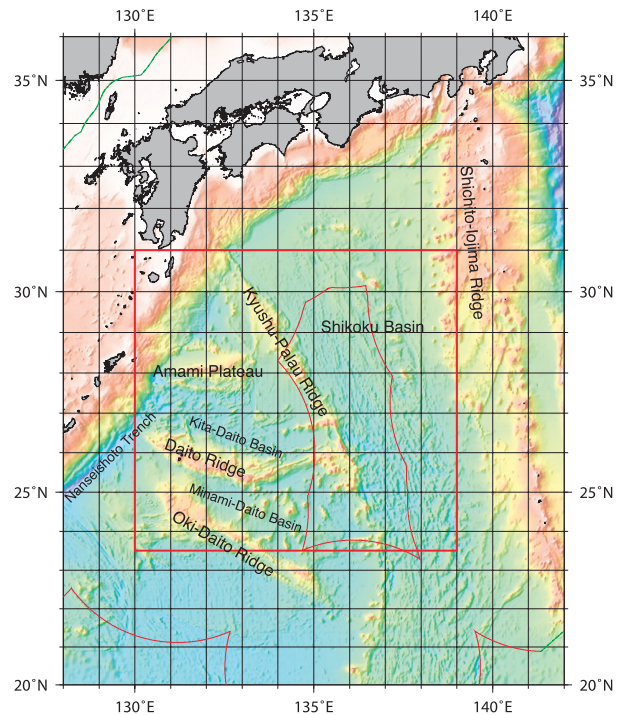 130˚E 135˚E 140˚E
35˚N 35˚N
Shichito-Iojima Ridge
30˚N 30˚N
Kyushu-Palau Ridge
Shikoku Basin
Amami Plateau
Nanseishoto Trench
Kita-Daito Basin
Daito Ridge
25˚N 25˚N
Minami-Daito Basin
Oki-Daito Ridge
20˚N 20˚N
130˚E 135˚E 140˚E